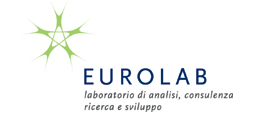 EUROLAB
laboratorio di analisi, consulenza
ricerca e sviluppo